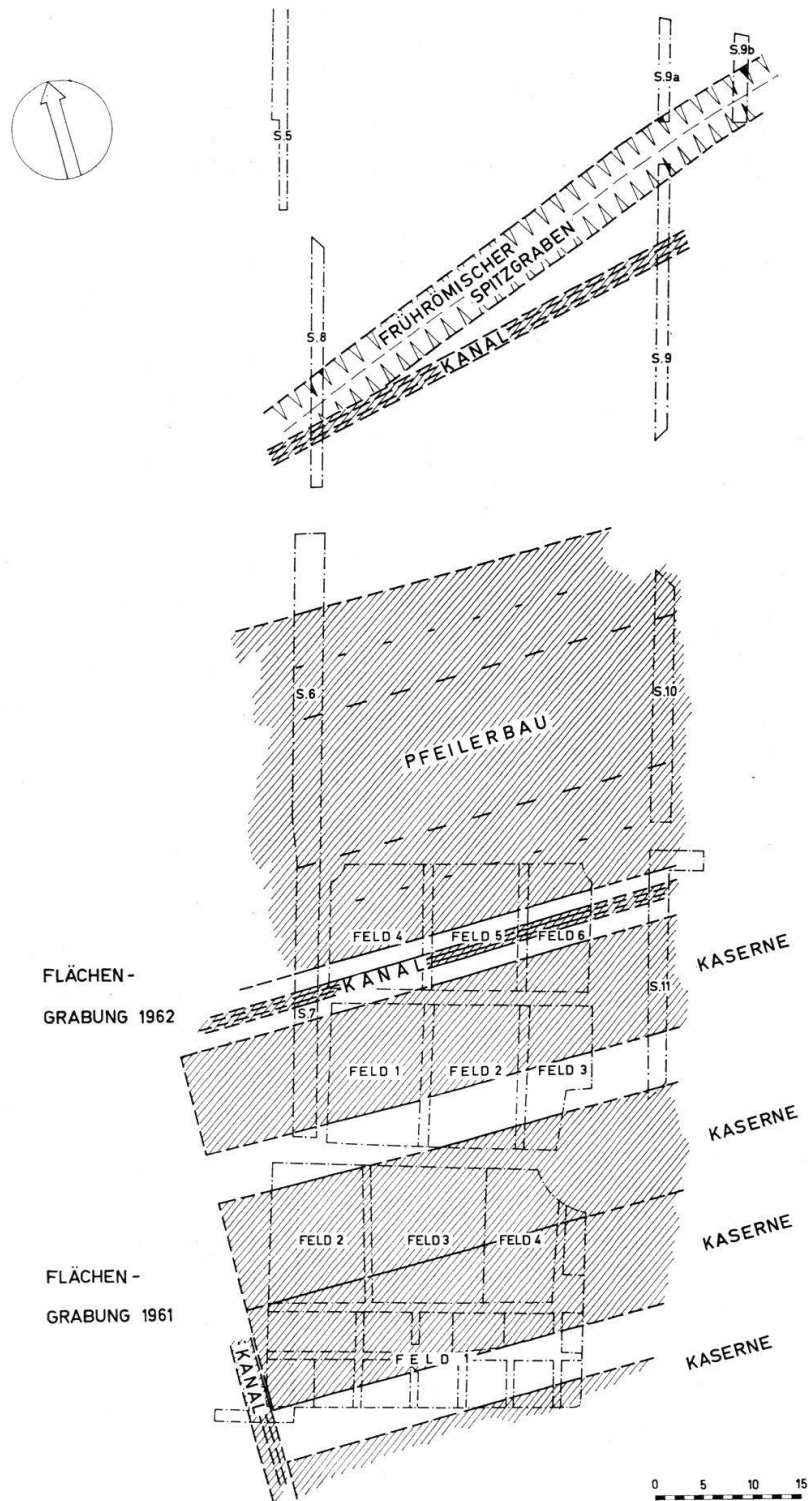 S.5
S.9a
S.9b
FRÜHRÖMISCHER
SPITZGRABEN
S.8
KANAL
S.9
S.6
S.10
PFEILERBAU
FELD 4
FELD 5
FELD 6
KANAL
S.7
S.11
KASERNE
FLÄCHEN-
GRABUNG 1962
FELD 1
FELD 2
FELD 3
KASERNE
FELD 2
FELD 3
FELD 4
KASERNE
FLÄCHEN-
GRABUNG 1961
FELD 1
KANAL
KASERNE
0 5 10 15